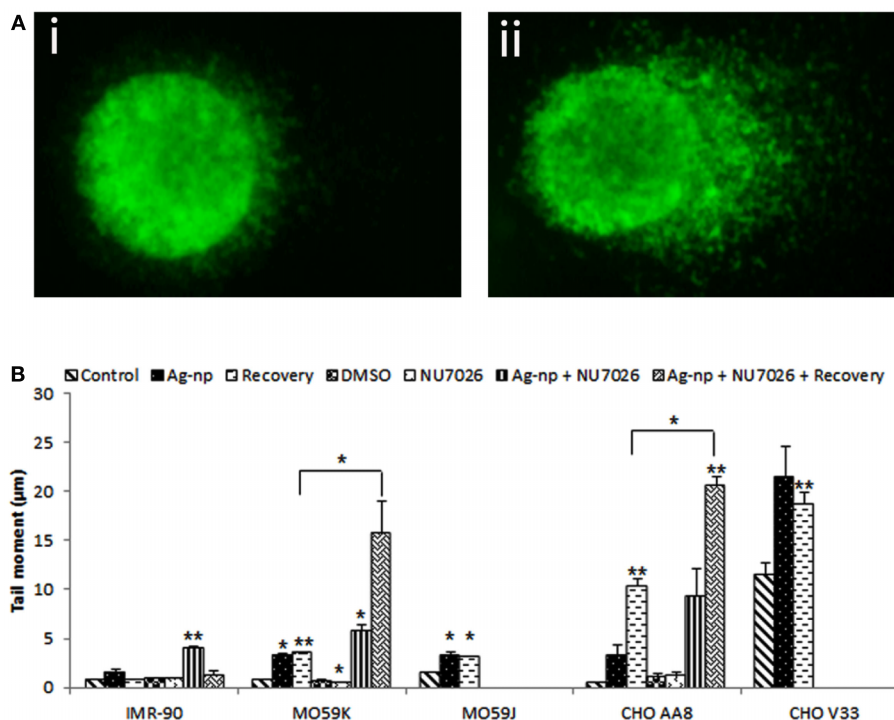 A
i
ii
B
Control Ag-np Recovery DMSO NU7026 Ag-np + NU7026 Ag-np + NU7026 + Recovery
30
25
20
15
10
5
0
Tail moment (µm)
**
*
**
*
*
*
*
*
**
*
**
**
IMR-90 MO59K MO59J CHO AA8 CHO V33